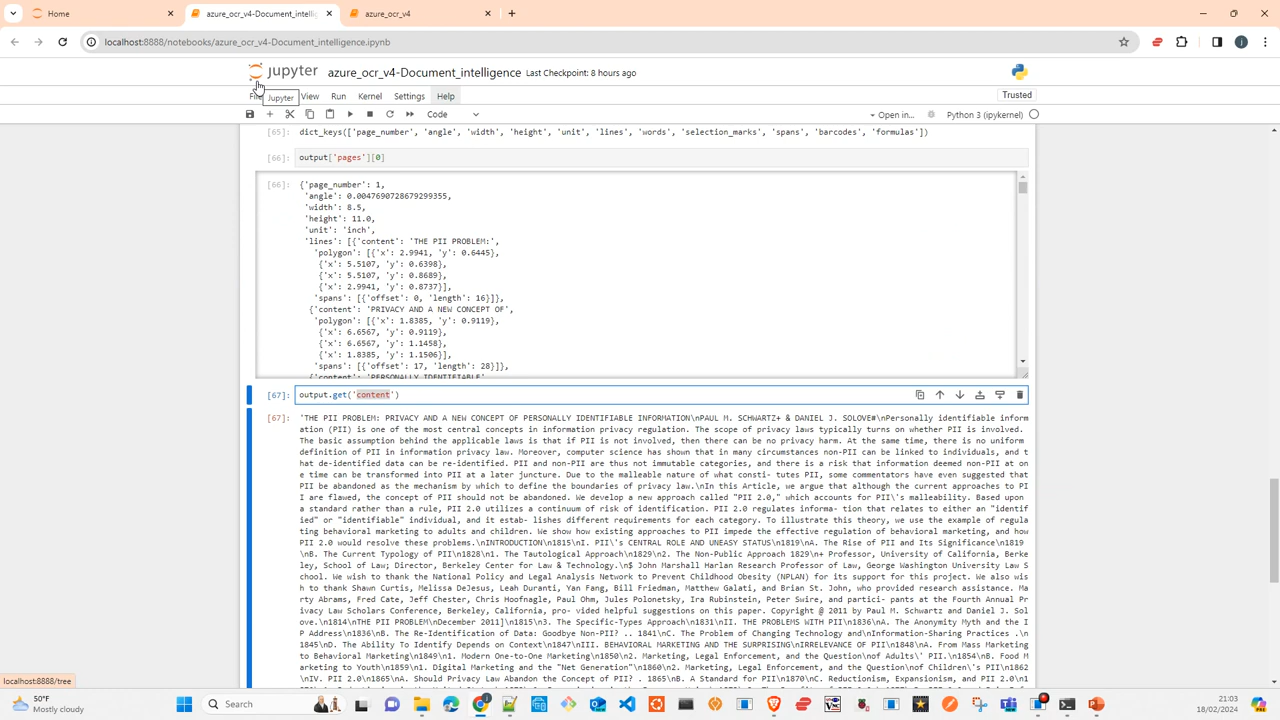 Home
azure_ocr_v4-Document_intellig
azure_ocr_v4
localhost:8888/notebooks/azure_ocr_v4-Document_intelligence.ipynb
jupyter azure_ocr_v4-Document_intelligence Last Checkpoint: 8 hours ago
File View Run Kernel Settings Help
Jupyter
Trusted
Code
Open in...
Python 3 (ipykernel)
[65]: dict_keys(['page_number', 'angle', 'width', 'height', 'unit', 'lines', 'words', 'selection_marks', 'spans', 'barcodes', 'formulas'])
[66]: output['pages'][0]
[66]: {'page_number': 1,
'angle': 0.0047690728679299355,
'width': 8.5,
'height': 11.0,
'unit': 'inch',
'lines': [{'content': 'THE PII PROBLEM:',
'polygon': [{'x': 2.9941, 'y': 0.6445},
{'x': 5.5107, 'y': 0.6398},
{'x': 5.5107, 'y': 0.8689},
{'x': 2.9941, 'y': 0.8737}],
'spans': [{'offset': 0, 'length': 16}]},
{'content': 'PRIVACY AND A NEW CONCEPT OF',
'polygon': [{'x': 1.8385, 'y': 0.9119},
{'x': 6.6567, 'y': 0.9119},
{'x': 6.6567, 'y': 1.1458},
{'x': 1.8385, 'y': 1.1506}],
'spans': [{'offset': 17, 'length': 28}]},
{'content': 'PERSONALLY IDENTIFIABLE'
[67]: output.get('content')
[67]: 'THE PII PROBLEM: PRIVACY AND A NEW CONCEPT OF PERSONALLY IDENTIFIABLE INFORMATION\nPAUL M. SCHWARTZ+ & DANIEL J. SOLOVE#\nPersonally identifiable inform
ation (PII) is one of the most central concepts in information privacy regulation. The scope of privacy laws typically turns on whether PII is involved.
The basic assumption behind the applicable laws is that if PII is not involved, then there can be no privacy harm. At the same time, there is no uniform
definition of PII in information privacy law. Moreover, computer science has shown that in many circumstances non-PII can be linked to individuals, and t
hat de-identified data can be re-identified. PII and non-PII are thus not immutable categories, and there is a risk that information deemed non-PII at on
e time can be transformed into PII at a later juncture. Due to the malleable nature of what consti- tutes PII, some commentators have even suggested that
PII be abandoned as the mechanism by which to define the boundaries of privacy law.\nIn this Article, we argue that although the current approaches to PI
I are flawed, the concept of PII should not be abandoned. We develop a new approach called "PII 2.0," which accounts for PII\'s malleability. Based upon
a standard rather than a rule, PII 2.0 utilizes a continuum of risk of identification. PII 2.0 regulates informa- tion that relates to either an "identif
ied" or "identifiable" individual, and it estab- lishes different requirements for each category. To illustrate this theory, we use the example of regula
ting behavioral marketing to adults and children. We show how existing approaches to PII impede the effective regulation of behavioral marketing, and how
PII 2.0 would resolve these problems.\nINTRODUCTION\n1815\nI. PII\'s CENTRAL ROLE AND UNEASY STATUS\n1819\nA. The Rise of PII and Its Significance\n1819
\nB. The Current Typology of PII\n1828\n1. The Tautological Approach\n1829\n2. The Non-Public Approach 1829\n+ Professor, University of California, Berke
ley, School of Law; Director, Berkeley Center for Law & Technology.\n$ John Marshall Harlan Research Professor of Law, George Washington University Law S
chool. We wish to thank the National Policy and Legal Analysis Network to Prevent Childhood Obesity (NPLAN) for its support for this project. We also wis
h to thank Shawn Curtis, Melissa DeJesus, Leah Duranti, Yan Fang, Bill Friedman, Matthew Galati, and Brian St. John, who provided research assistance. Ma
rty Abrams, Fred Cate, Jeff Chester, Chris Hoofnagle, Paul Ohm, Jules Polonetsky, Ira Rubinstein, Peter Swire, and partici- pants at the Fourth Annual Pr
ivacy Law Scholars Conference, Berkeley, California, pro- vided helpful suggestions on this paper. Copyright @ 2011 by Paul M. Schwartz and Daniel J. Sol
ove.\n1814\nTHE PII PROBLEM\nDecember 2011]\n1815\n3. The Specific-Types Approach\n1831\nII. THE PROBLEMS WITH PII\n1836\nA. The Anonymity Myth and the I
P Address\n1836\nB. The Re-Identification of Data: Goodbye Non-PII? .. 1841\nC. The Problem of Changing Technology and\nInformation-Sharing Practices .\n
1845\nD. The Ability To Identify Depends on Context\n1847\nIII. BEHAVIORAL MARKETING AND THE SURPRISING\nIRRELEVANCE OF PII\n1848\nA. From Mass Marketing
to Behavioral Marketing\n1849\n1. Modern One-to-One Marketing\n1850\n2. Marketing, Legal Enforcement, and the Question\nof Adults\' PII.\n1854\nB. Food M
arketing to Youth\n1859\n1. Digital Marketing and the "Net Generation"\n1860\n2. Marketing, Legal Enforcement, and the Question\nof Children\'s PII\n1862
\nIV. PII 2.0\n1865\nA. Should Privacy Law Abandon the Concept of PII? . 1865\nB. A Standard for PII\n1870\nC. Reductionism, Expansionism, and PII 2.0\n1
localhost:8888/tree
50°F
Mostly cloudy
Search
21:03
18/02/2024